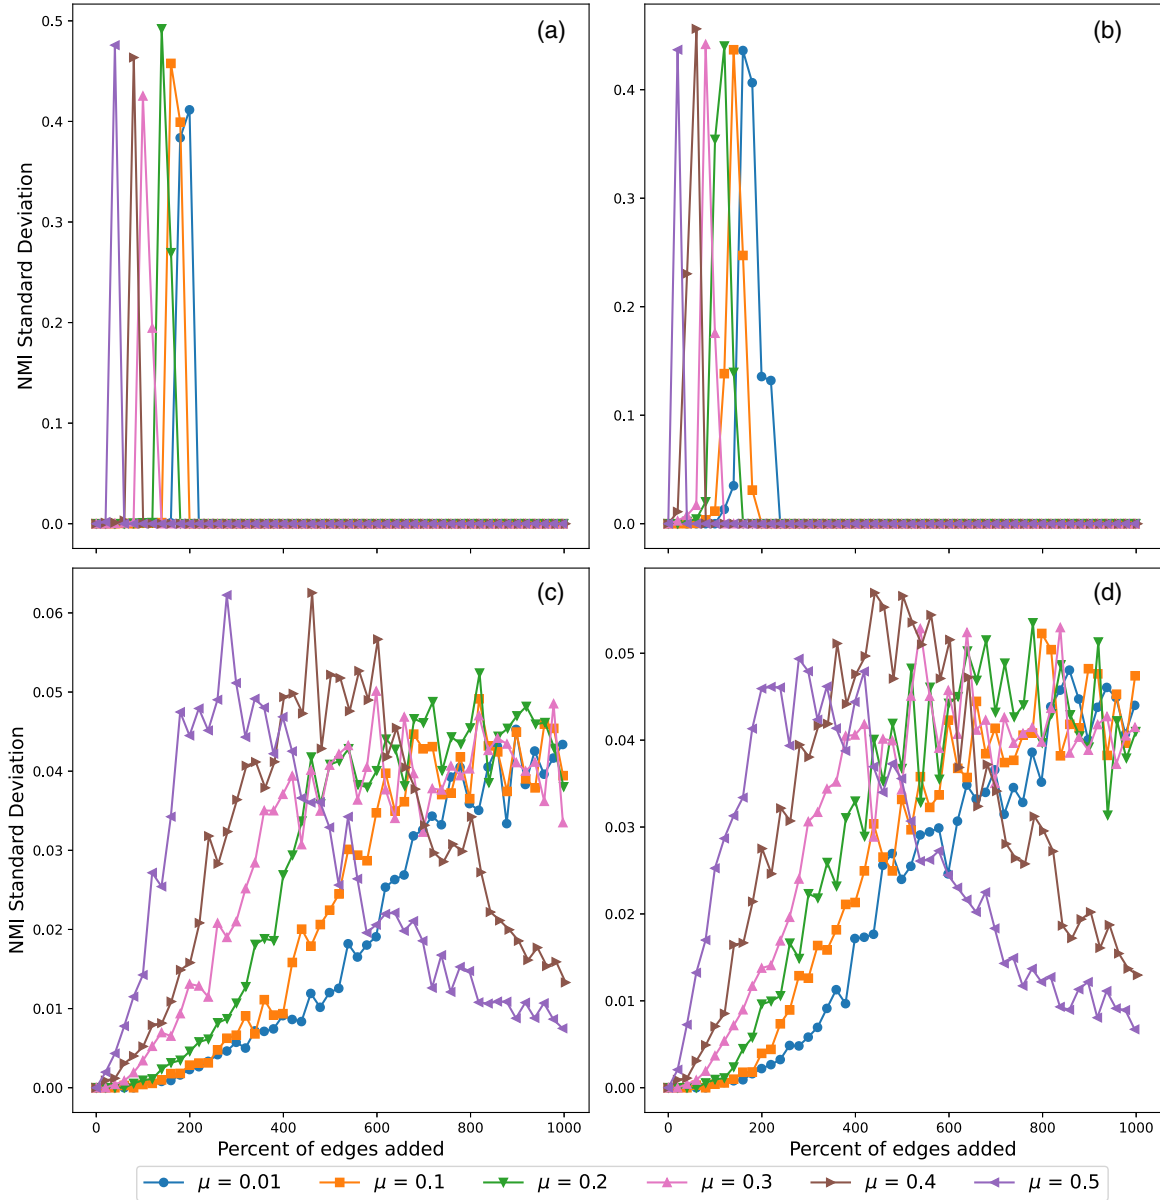 (a)
0.5
0.4
0.3
0.2
0.1
0.0
NMI Standard Deviation
(b)
0.4
0.3
0.2
0.1
0.0
(c)
0.06
0.05
0.04
0.03
0.02
0.01
0.00
NMI Standard Deviation
0 200 400 600 800 1000
Percent of edges added
(d)
0.05
0.04
0.03
0.02
0.01
0.00
0 200 400 600 800 1000
Percent of edges added
μ = 0.01 μ = 0.1 μ = 0.2 μ = 0.3 μ = 0.4 μ = 0.5